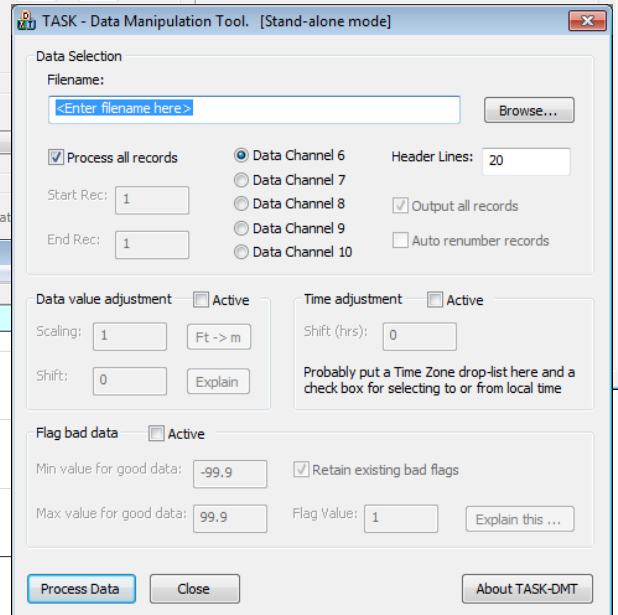 TASK - Data Manipulation Tool. [Stand-alone mode]
Data Selection
Filename:
<Enter filename here>
Browse...
Process all records
Data Channel 6
Header Lines: 20
Data Channel 7
Start Rec: 1
Data Channel 8
Output all records
Data Channel 9
End Rec: 1
Auto renumber records
Data Channel 10
Data value adjustment
Active
Time adjustment
Active
Scaling: 1
Ft -> m
Shift (hrs): 0
Shift: 0
Explain
Probably put a Time Zone drop-list here and a
check box for selecting to or from local time
Flag bad data
Active
Min value for good data: -99.9
Retain existing bad flags
Max value for good data: 99.9
Flag Value: 1
Explain this ...
Process Data
Close
About TASK-DMT